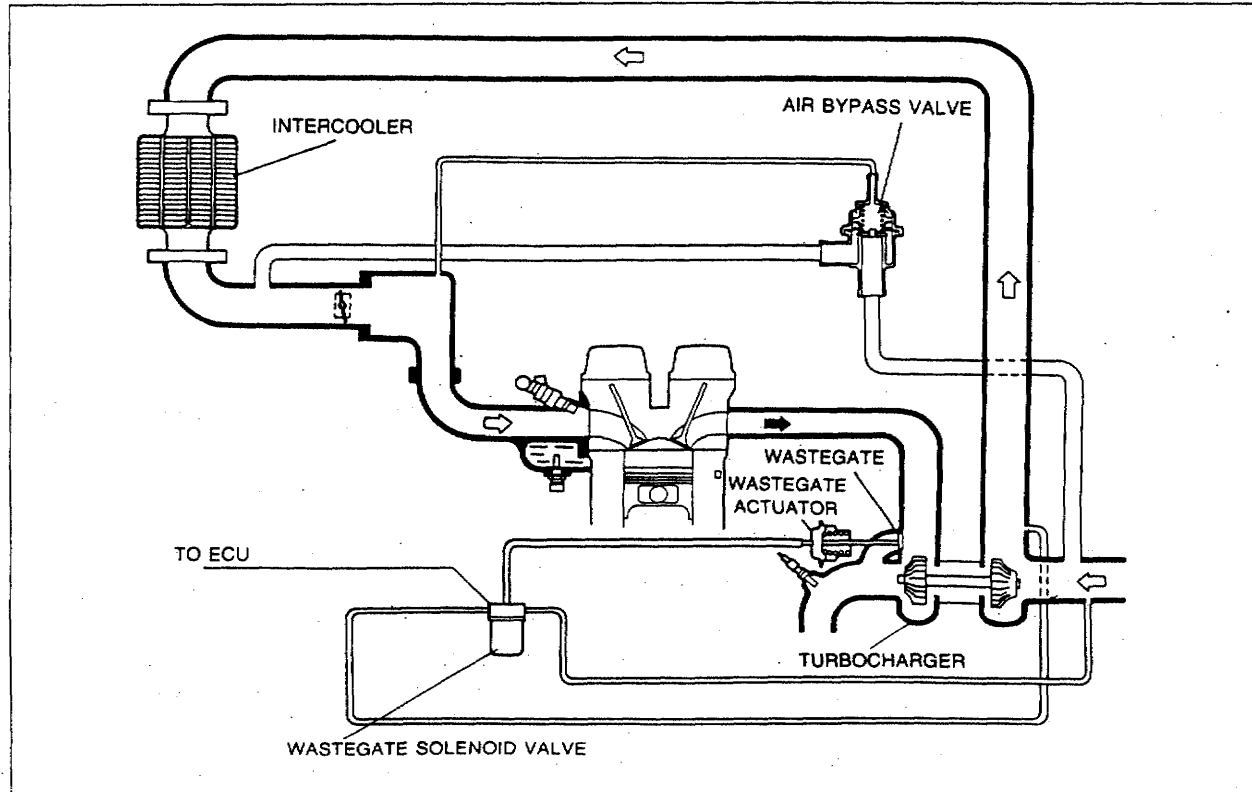 AIR BYPASS VALVE
INTERCOOLER
WASTEGATE
WASTEGATE
ACTUATOR
TO ECU
TURBOCHARGER
WASTEGATE SOLENOID VALVE